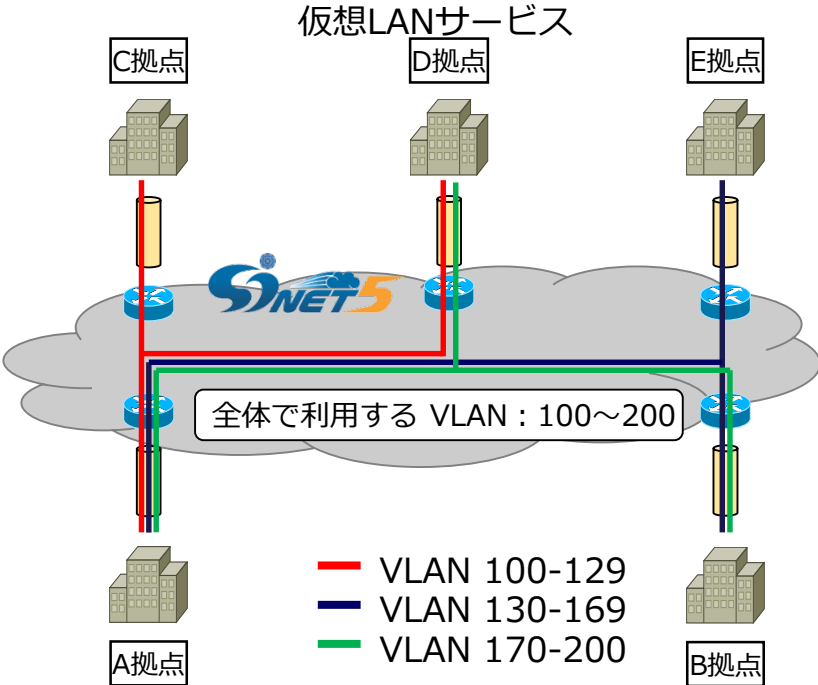 仮想LANサービス
C拠点
D拠点
E拠点
SINET5
全体で利用する VLAN：100～200
VLAN 100-129
VLAN 130-169
VLAN 170-200
A拠点
B拠点